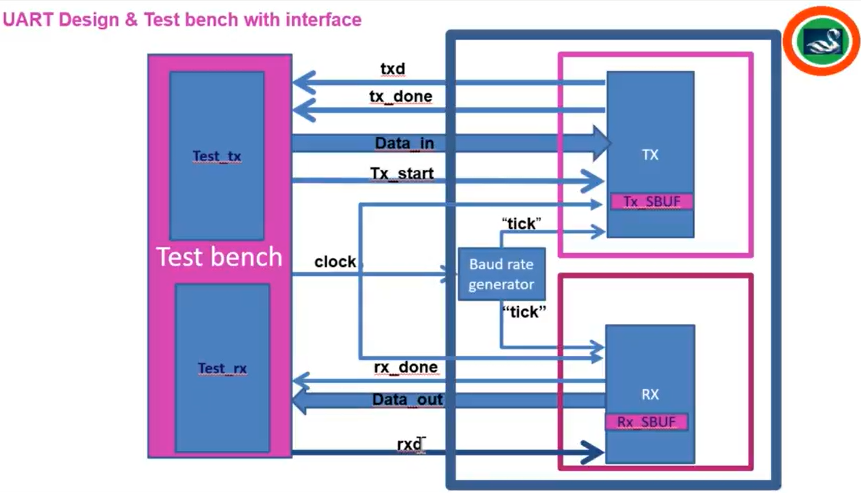 UART Design & Test bench with interface
txd
tx_done
Data_in
Test_tx
TX
Tx_start
Tx_SBUF
"tick"
Test bench
clock
Baud rate
generator
"tick"
rx_done
Test_rx
Data_out
RX
Rx_SBUF
rxd